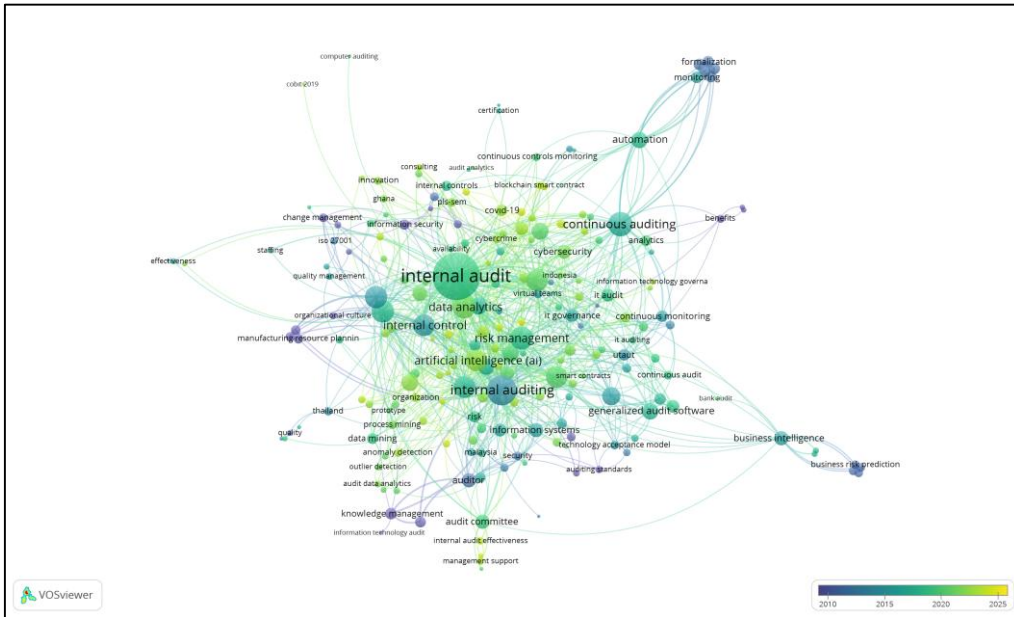 computer auditing
formalization
monitoring
cobit 2019
certification
automation
continuous controls monitoring
consulting
audit analytics
innovation
internal controls
blockchain smart contract
ghana
pls-sem
covid-19
change management
information security
continuous auditing
benefits
cybercrime
iso 27001
analytics
staffing
availability
cybersecurity
effectiveness
internal audit
indonesia
quality management
information technology governa
virtual teams
it audit
data analytics
organizational culture
it governance
continuous monitoring
internal control
manufacturing resource plannin
risk management
it auditing
artificial intelligence (ai)
utaut
smart contracts
continuous audit
internal auditing
organization
bank audit
thailand
prototype
generalized audit software
risk
process mining
quality
information systems
data mining
business intelligence
technology acceptance model
anomaly detection
malaysia
security
outlier detection
auditing standards
business risk prediction
audit data analytics
auditor
knowledge management
audit committee
information technology audit
internal audit effectiveness
management support
VOSviewer
2010 2015 2020 2025